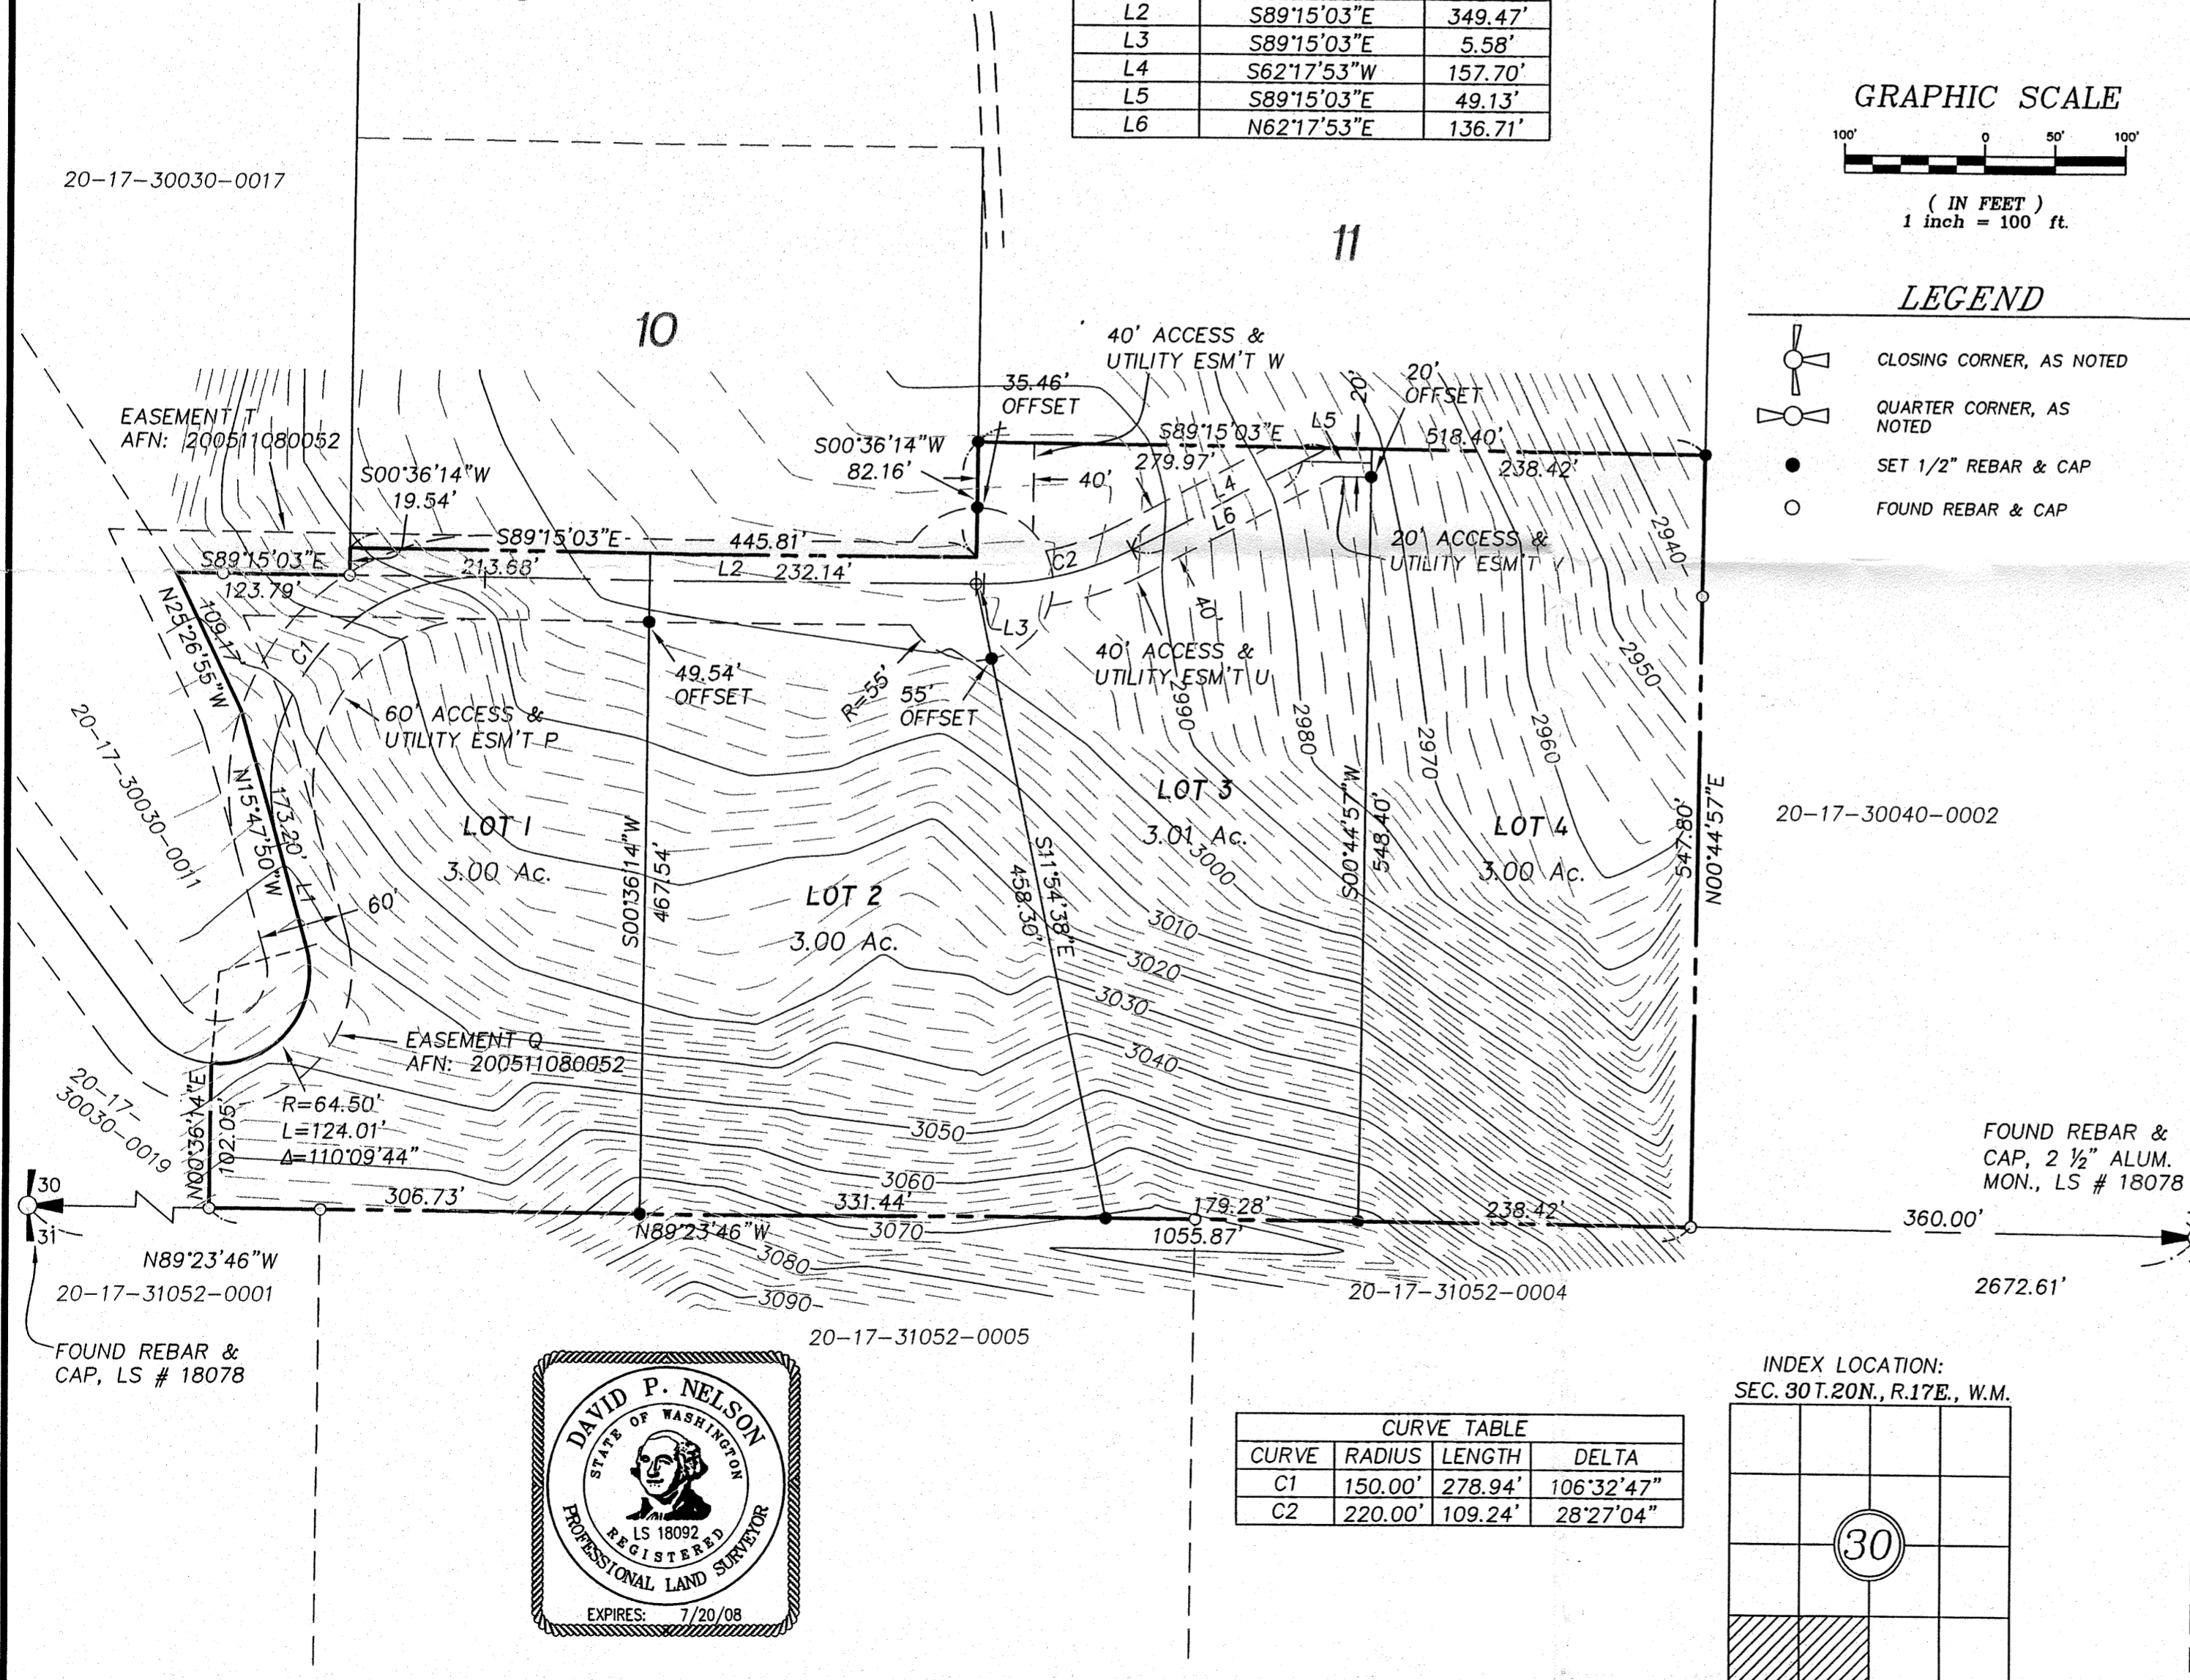 L2 S89°15'03"E 349.47'
L3 S89°15'03"E 5.58'
L4 S62°17'53"W 157.70'
L5 S89°15'03"E 49.13'
L6 N62°17'53"E 136.71'
GRAPHIC SCALE
100' 0 50' 100'
( IN FEET )
1 inch = 100 ft.
LEGEND
CLOSING CORNER, AS NOTED
QUARTER CORNER, AS
NOTED
SET 1/2" REBAR & CAP
FOUND REBAR & CAP
20-17-30030-0017
10
11
40' ACCESS &
UTILITY ESM'T W
35.46'
OFFSET
20'
20'
OFFSET
EASEMENT T
AFN: 200511080052
S00°36'14"W
82.16'
S89°15'03"E
L5
518.40'
279.97'
238.42'
40'
S00°36'14"W
19.54'
L4
L6
S89°15'03"E
445.81'
20' ACCESS &
UTILITY ESM'T V
2940
S89°15'03"E
123.79'
213.68'
L2 232.14'
C2
N25°26'55"W
109.17'
C1
L3
40'
40' ACCESS &
UTILITY ESM'T U
49.54'
OFFSET
R=55'
55'
OFFSET
60' ACCESS &
UTILITY ESM'T P
2990
2980
2970
2960
2950
20-17-30030-0011
N15°47'50"W
173.20'
L1
60'
LOT 1
3.00 Ac.
S00°36'14"W
467.54'
LOT 2
3.00 Ac.
S11°54'38"E
458.30'
LOT 3
3.01 Ac.
3000
S00°44'57"W
548.40'
LOT 4
3.00 Ac.
547.80'
N00°44'57"E
20-17-30040-0002
3010
3020
3030
3040
3050
3060
3070
3080
3090
EASEMENT Q
AFN: 200511080052
20-17-
30030-0019
N00°36'14"E
102.05'
R=64.50'
L=124.01'
Δ=110°09'44"
30
31
306.73'
331.44'
179.28'
238.42'
N89°23'46"W
1055.87'
360.00'
2672.61'
FOUND REBAR &
CAP, 2 ½" ALUM.
MON., LS # 18078
N89°23'46"W
20-17-31052-0001
20-17-31052-0004
20-17-31052-0005
FOUND REBAR &
CAP, LS # 18078
DAVID P. NELSON
STATE OF WASHINGTON
LS 18092
REGISTERED
PROFESSIONAL LAND SURVEYOR
EXPIRES: 7/20/08
CURVE TABLE
CURVE RADIUS LENGTH DELTA
C1 150.00' 278.94' 106°32'47"
C2 220.00' 109.24' 28°27'04"
INDEX LOCATION:
SEC. 30 T.20N., R.17E., W.M.
30